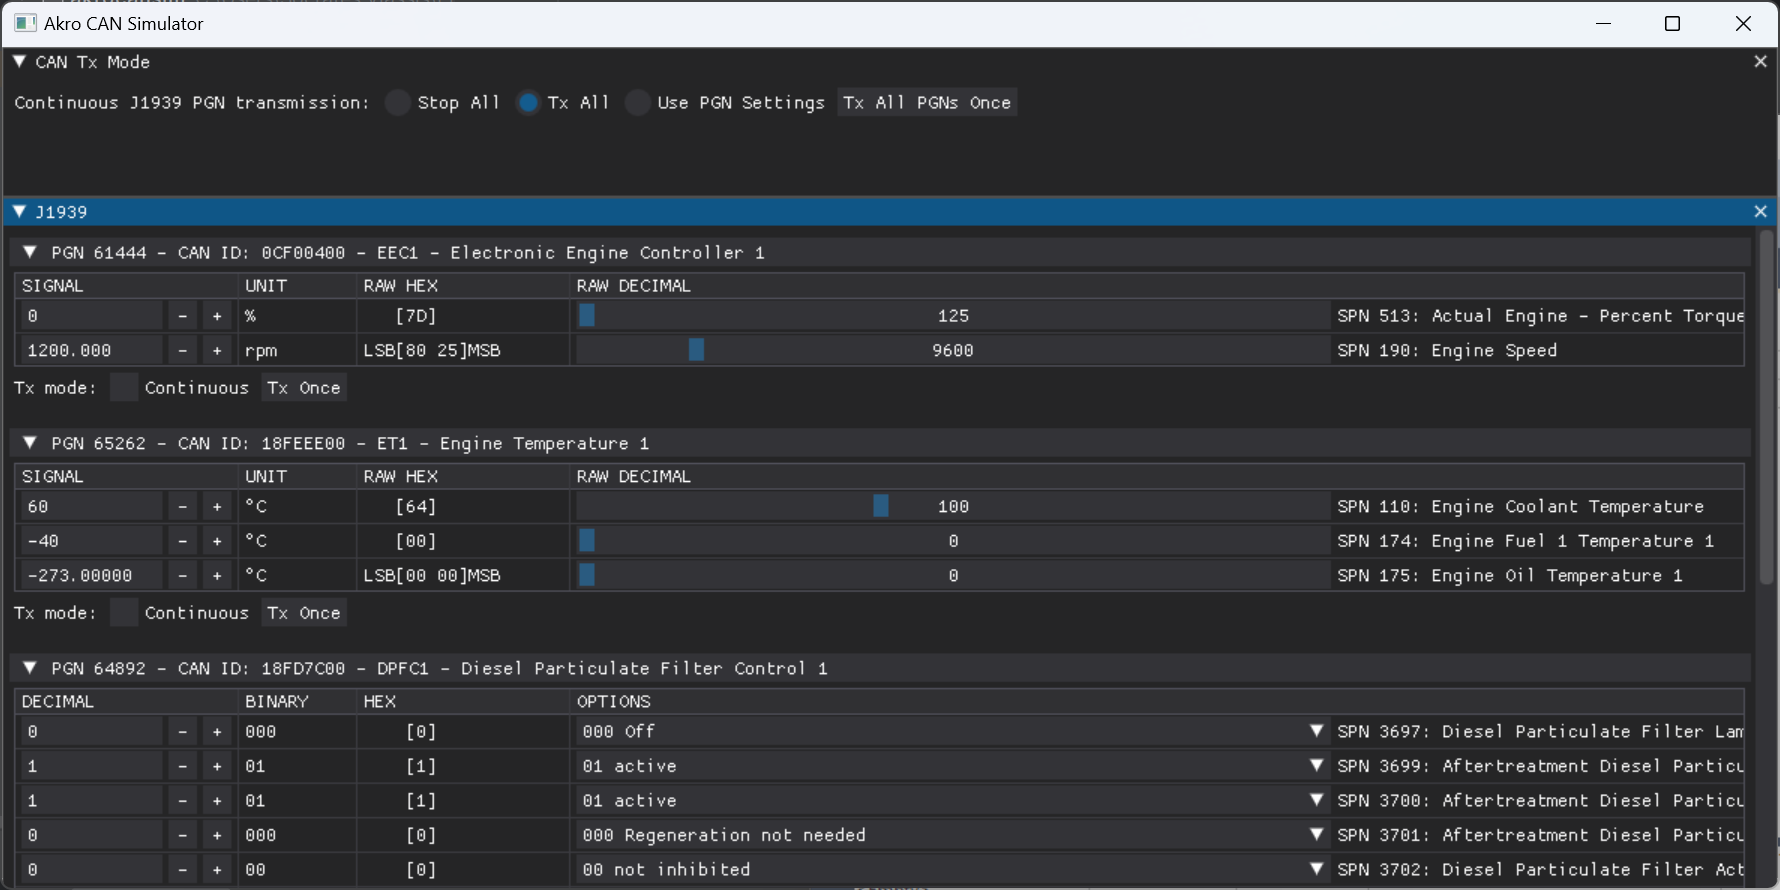 Akro CAN Simulator
CAN Tx Mode
Continuous J1939 PGN transmission: Stop All Tx All Use PGN Settings Tx All PGNs Once
J1939
PGN 61444 - CAN ID: 0CF00400 - EEC1 - Electronic Engine Controller 1
SIGNAL UNIT RAW HEX RAW DECIMAL
0 - + % [7D] 125 SPN 513: Actual Engine - Percent Torque
1200.000 - + rpm LSB[80 25]MSB 9600 SPN 190: Engine Speed
Tx mode: Continuous Tx Once
PGN 65262 - CAN ID: 18FEEE00 - ET1 - Engine Temperature 1
SIGNAL UNIT RAW HEX RAW DECIMAL
60 - + °C [64] 100 SPN 110: Engine Coolant Temperature
-40 - + °C [00] 0 SPN 174: Engine Fuel 1 Temperature 1
-273.00000 - + °C LSB[00 00]MSB 0 SPN 175: Engine Oil Temperature 1
Tx mode: Continuous Tx Once
PGN 64892 - CAN ID: 18FD7C00 - DPFC1 - Diesel Particulate Filter Control 1
DECIMAL BINARY HEX OPTIONS
0 - + 000 [0] 000 Off SPN 3697: Diesel Particulate Filter Lam
1 - + 01 [1] 01 active SPN 3699: Aftertreatment Diesel Particu
1 - + 01 [1] 01 active SPN 3700: Aftertreatment Diesel Particu
0 - + 000 [0] 000 Regeneration not needed SPN 3701: Aftertreatment Diesel Particu
0 - + 00 [0] 00 not inhibited SPN 3702: Diesel Particulate Filter Act